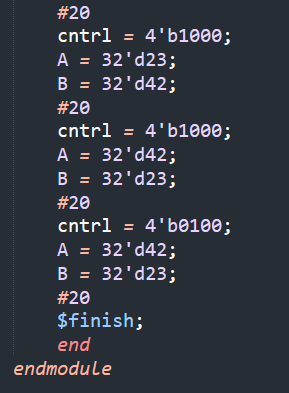 #20
cntrl = 4'b1000;
A = 32'd23;
B = 32'd42;
#20
cntrl = 4'b1000;
A = 32'd42;
B = 32'd23;
#20
cntrl = 4'b0100;
A = 32'd42;
B = 32'd23;
#20
$finish;
end
endmodule